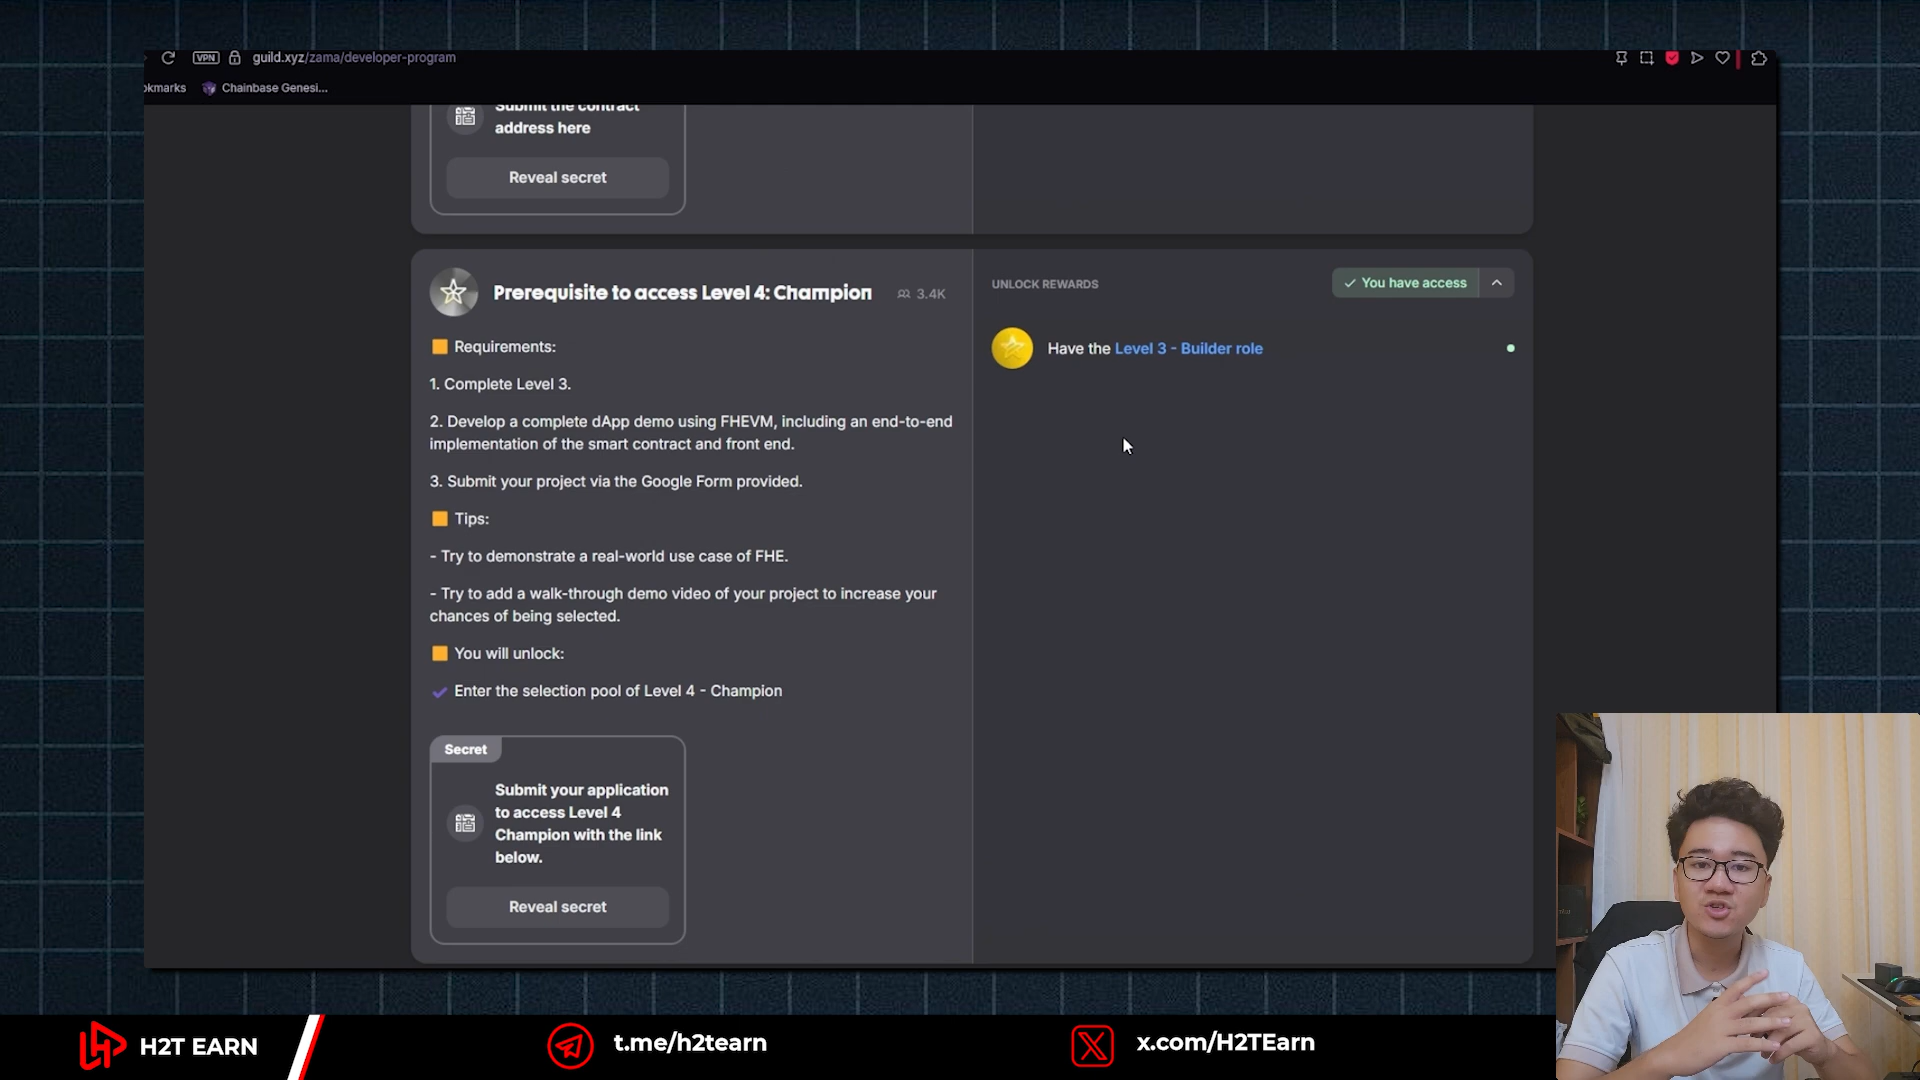 VPN
guild.xyz/zama/developer-program
okmarks
Chainbase Genesi...
Submit the contract
address here
Reveal secret
Prerequisite to access Level 4: Champion
3.4K
UNLOCK REWARDS
You have access
Have the Level 3 - Builder role
Requirements:
1. Complete Level 3.
2. Develop a complete dApp demo using FHEVM, including an end-to-end
implementation of the smart contract and front end.
3. Submit your project via the Google Form provided.
Tips:
- Try to demonstrate a real-world use case of FHE.
- Try to add a walk-through demo video of your project to increase your
chances of being selected.
You will unlock:
Enter the selection pool of Level 4 - Champion
Secret
Submit your application
to access Level 4
Champion with the link
below.
Reveal secret
H2T EARN
t.me/h2tearn
x.com/H2TEarn